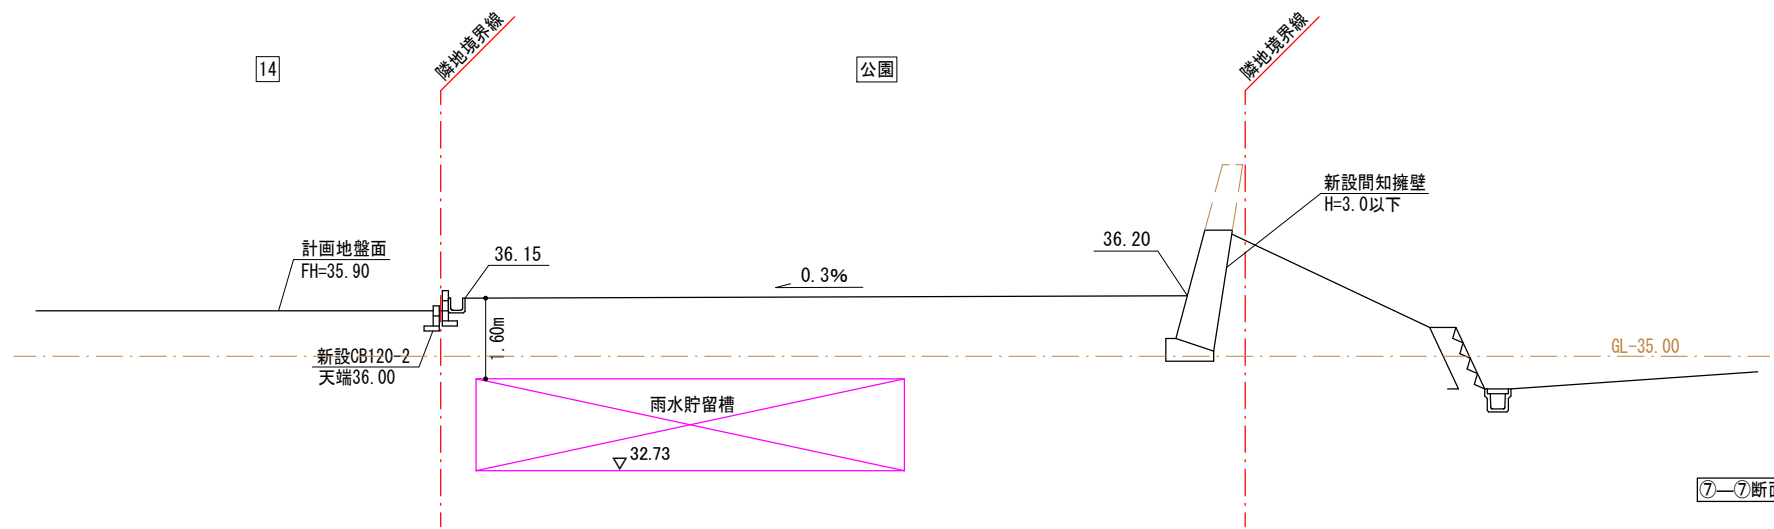 隣地境界線
隣地境界線
14
公園
新設間知擁壁
H=3.0以下
計画地盤面
FH=35.90
36.15
36.20
0.3%
1.60m
新設CB120-2
天端36.00
GL-35.00
雨水貯留槽
32.73
⑦—⑦断